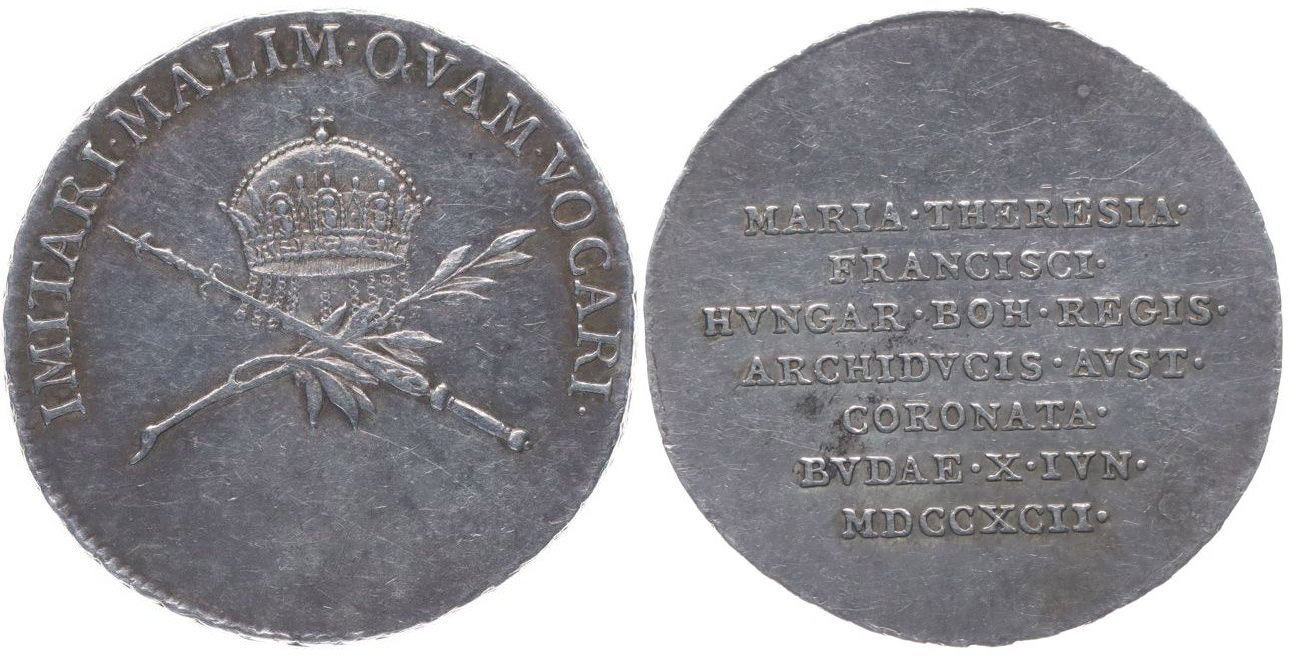 IMITARI·MALIM·QVAM·VOCARI·
MARIA·THERESIA·
FRANCISCI·
HVNGAR·BOH·REGIS·
ARCHIDVCIS·AVST·
CORONATA·
BVDAE·X·IVN·
MDCCXCII·